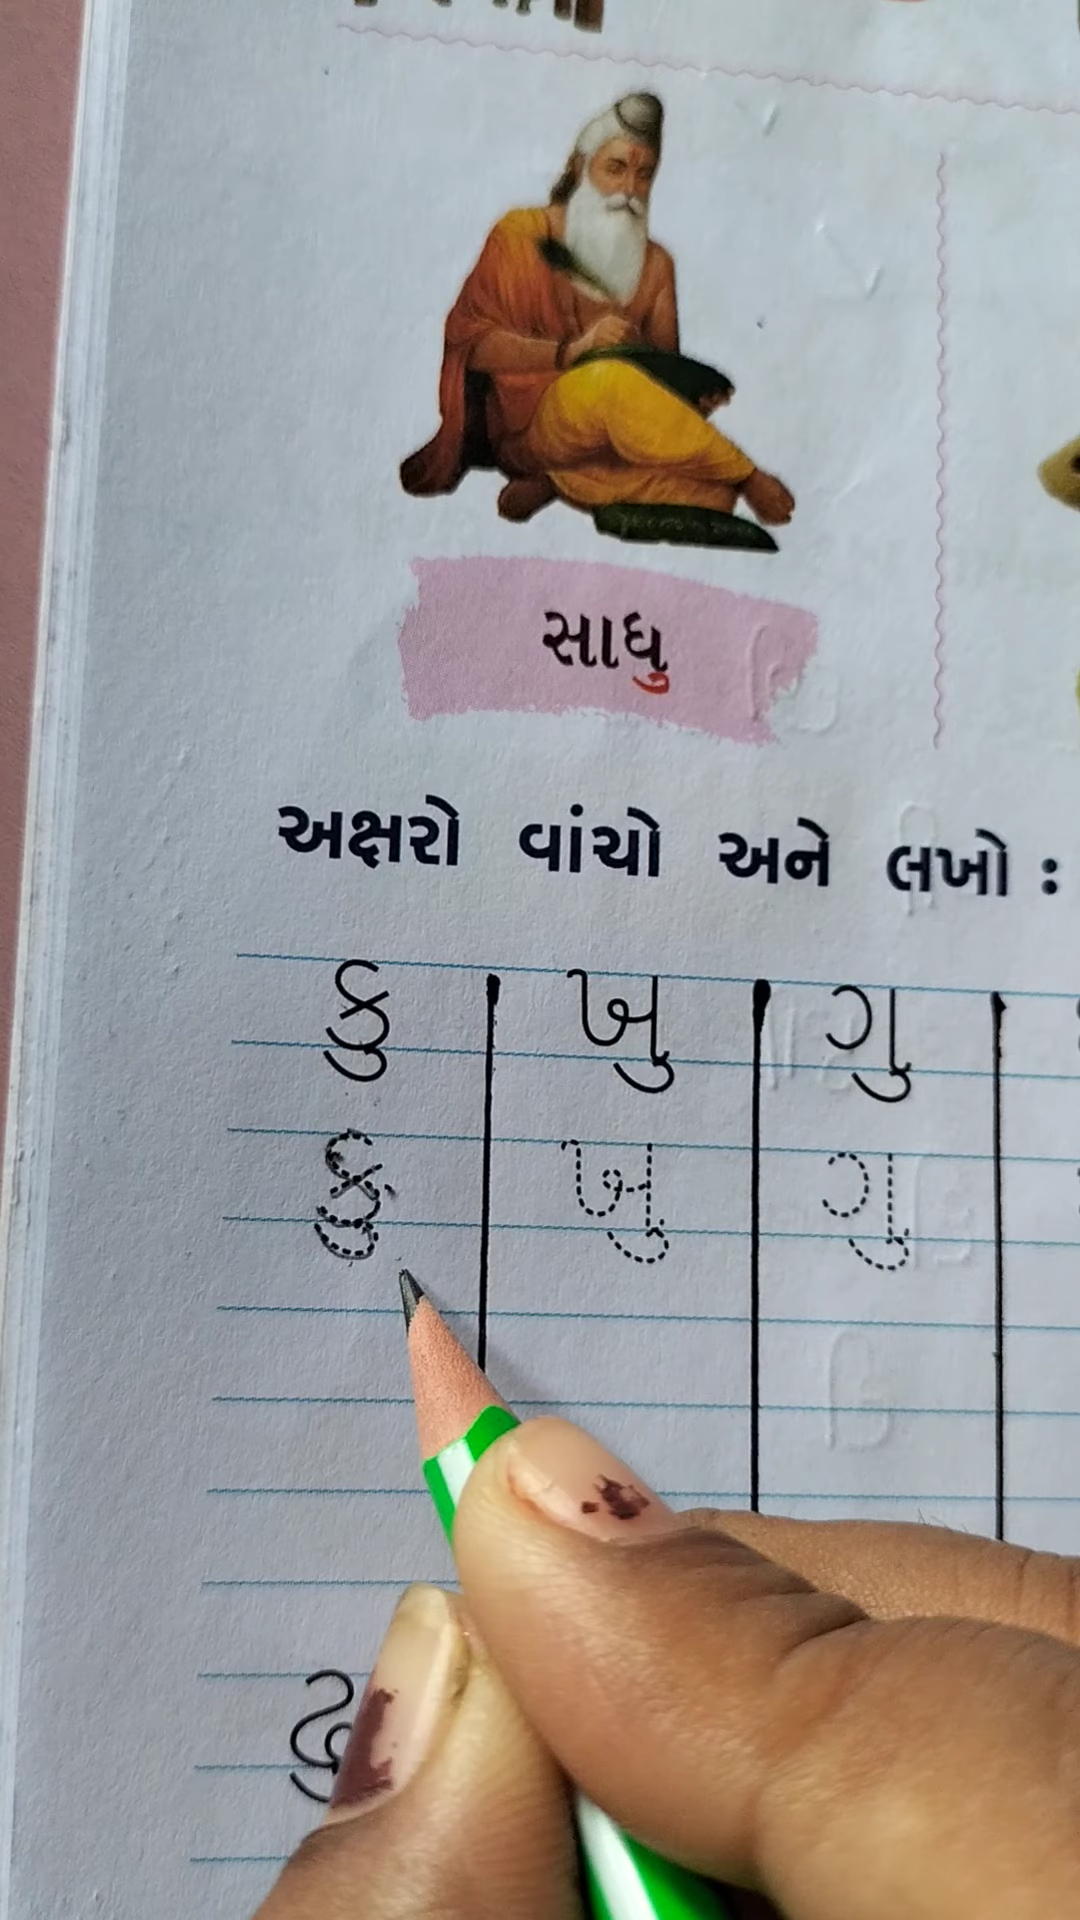 સાધુ
અક્ષરો વાંચો અને લખો :
કુ ખુ ગુ
કુ ખુ ગુ